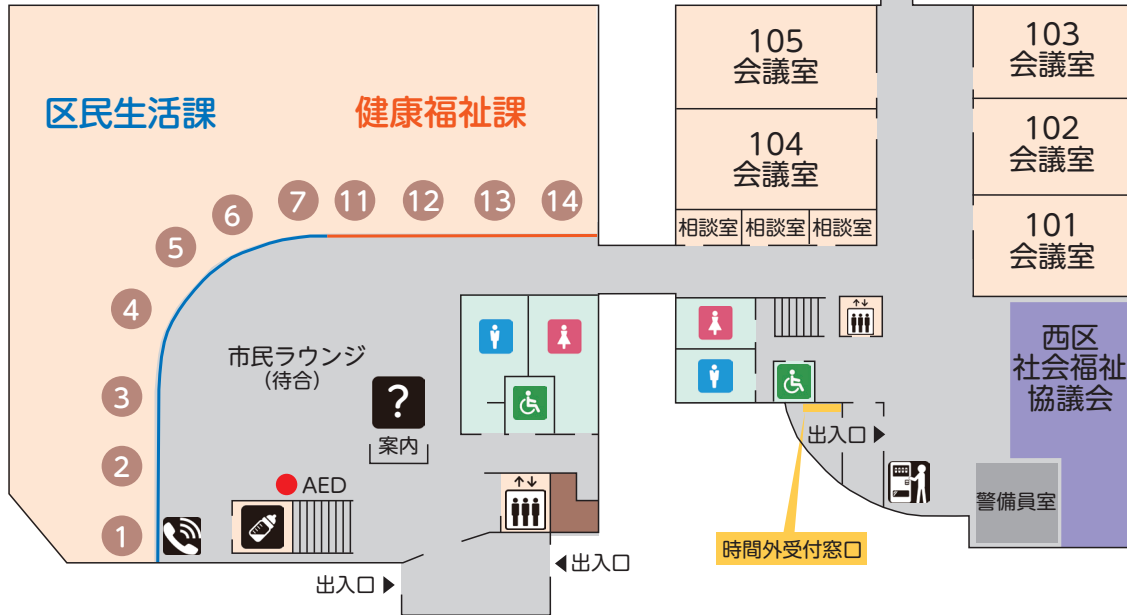 区民生活課
健康福祉課
7
11
12
13
14
6
5
4
3
2
1
市民ラウンジ
(待合)
?
案内
AED
出入口
出入口
105
会議室
104
会議室
相談室
相談室
相談室
103
会議室
102
会議室
101
会議室
西区
社会福祉
協議会
出入口
警備員室
時間外受付窓口